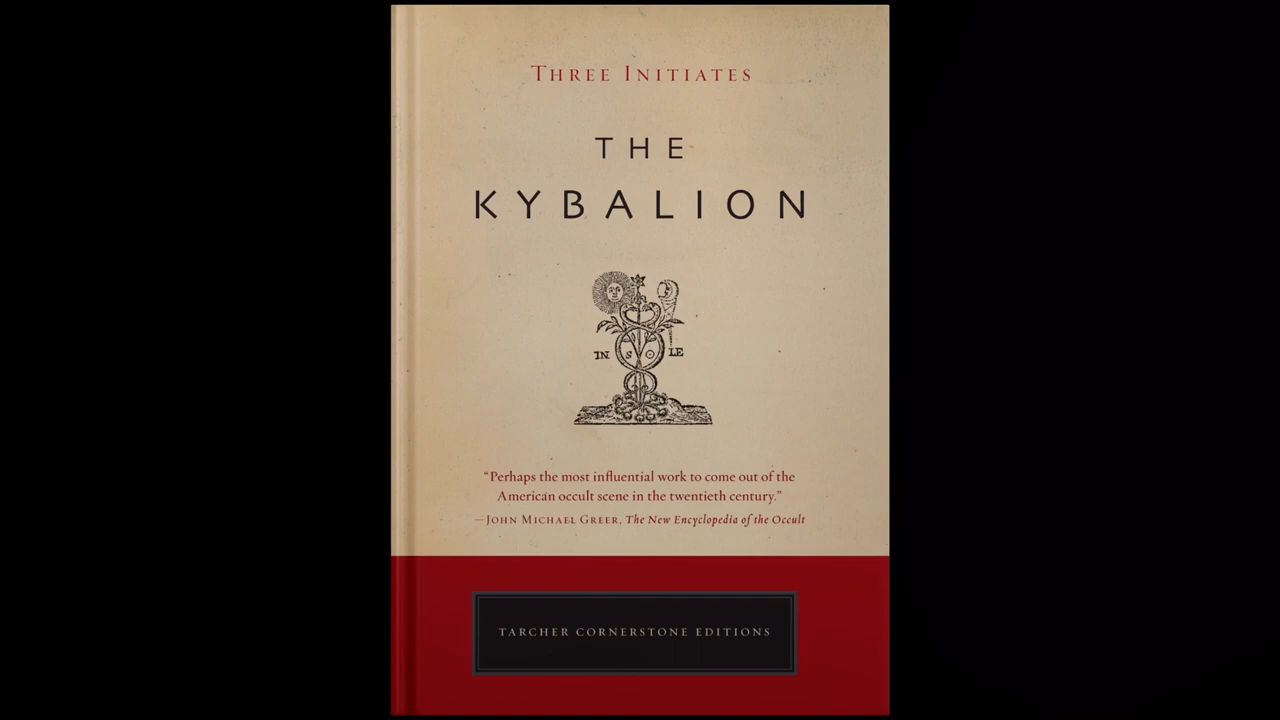 THREE INITIATES
THE
KYBALION
IN S O LE
“Perhaps the most influential work to come out of the
American occult scene in the twentieth century.”
—JOHN MICHAEL GREER, The New Encyclopedia of the Occult
TARCHER CORNERSTONE EDITIONS